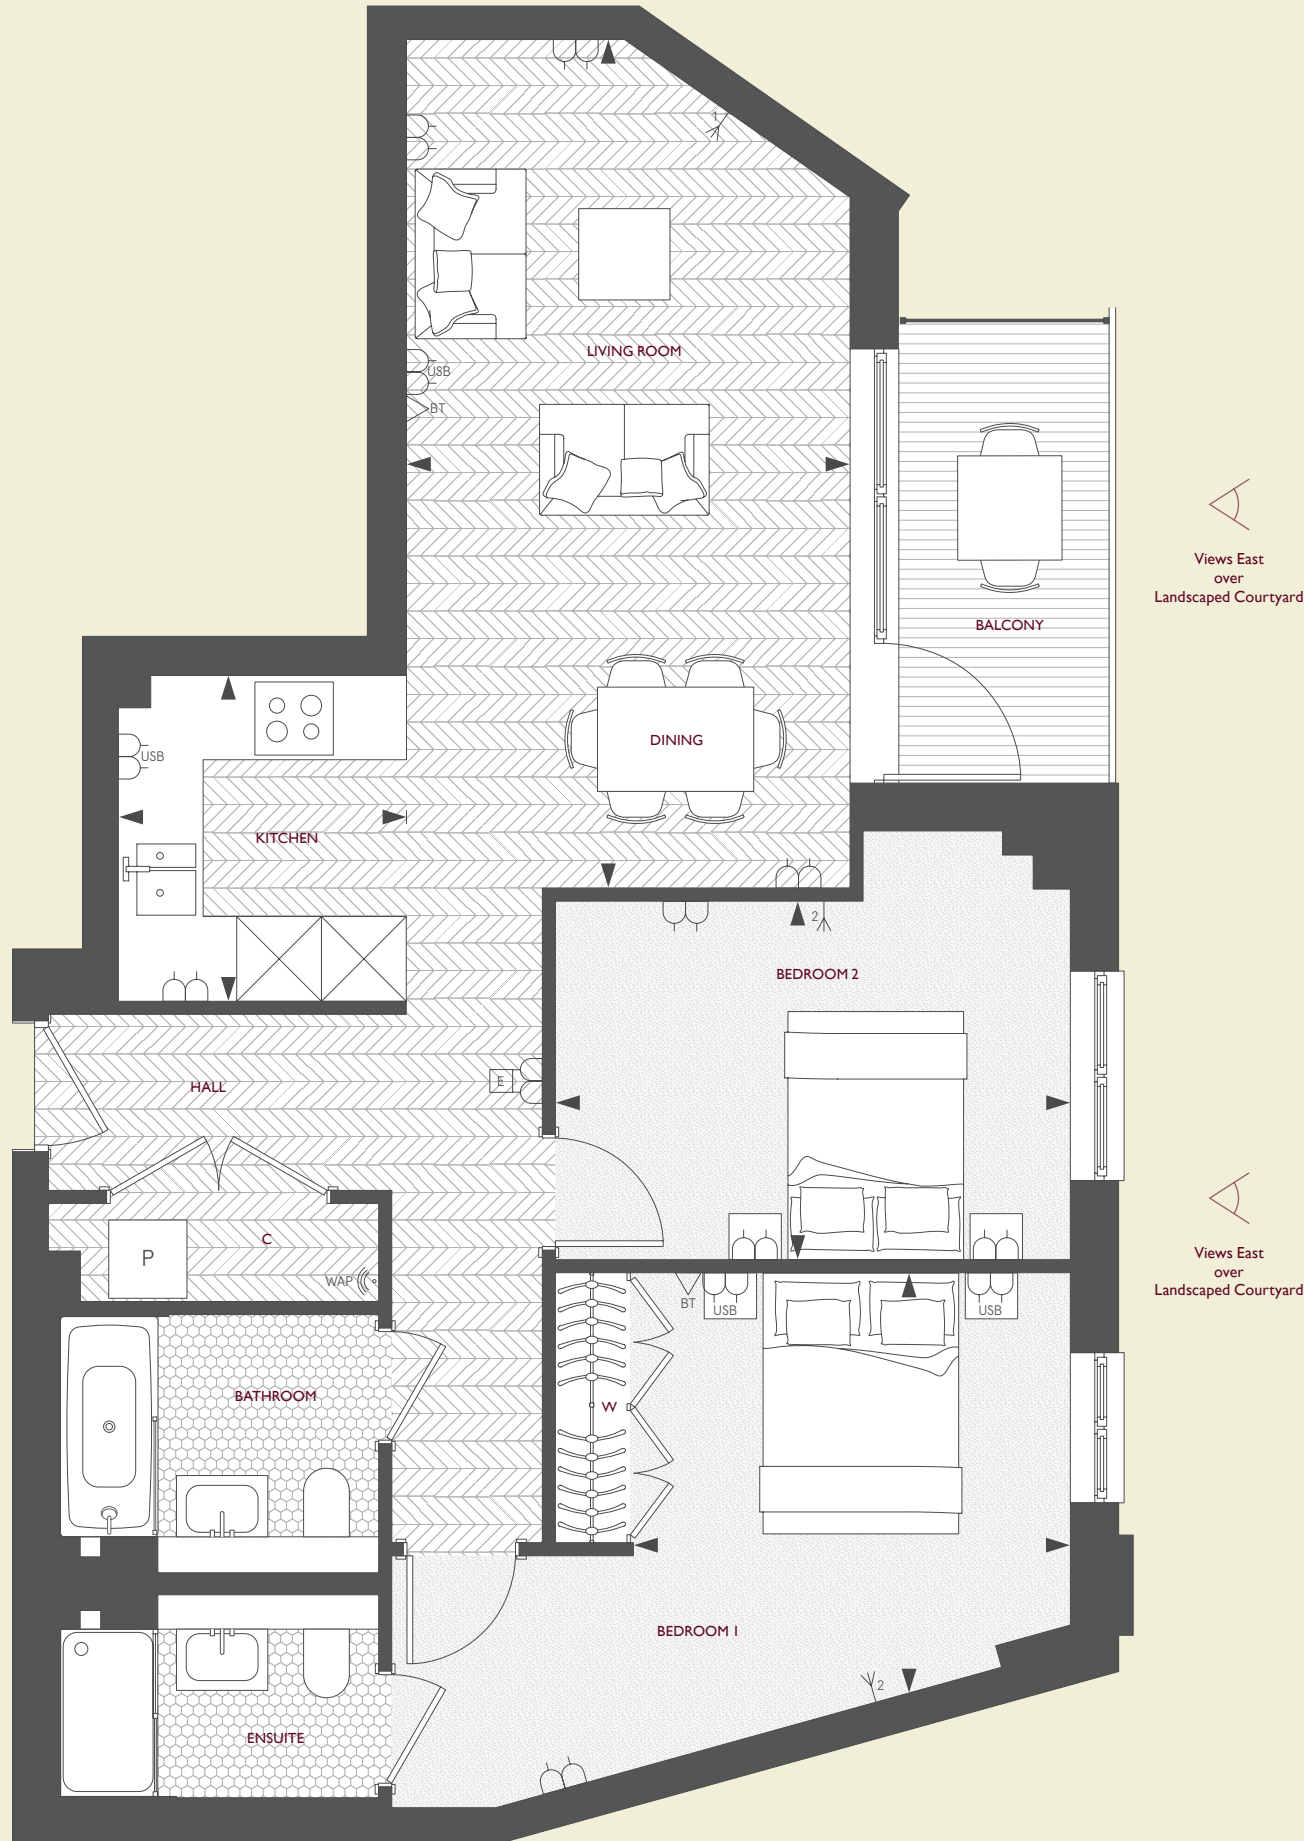 1
LIVING ROOM
USB
BT
Views East
over
Landscaped Courtyard
BALCONY
DINING
USB
KITCHEN
2
BEDROOM 2
E
HALL
C
P
WAP
Views East
over
Landscaped Courtyard
BT
USB
USB
BATHROOM
W
BEDROOM 1
2
ENSUITE